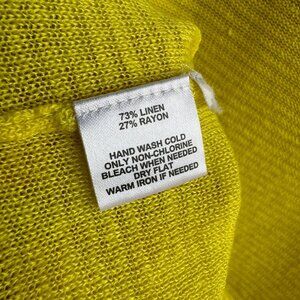 73% LINEN
27% RAYON
HAND WASH COLD
ONLY NON-CHLORINE
BLEACH WHEN NEEDED
DRY FLAT
WARM IRON IF NEEDED